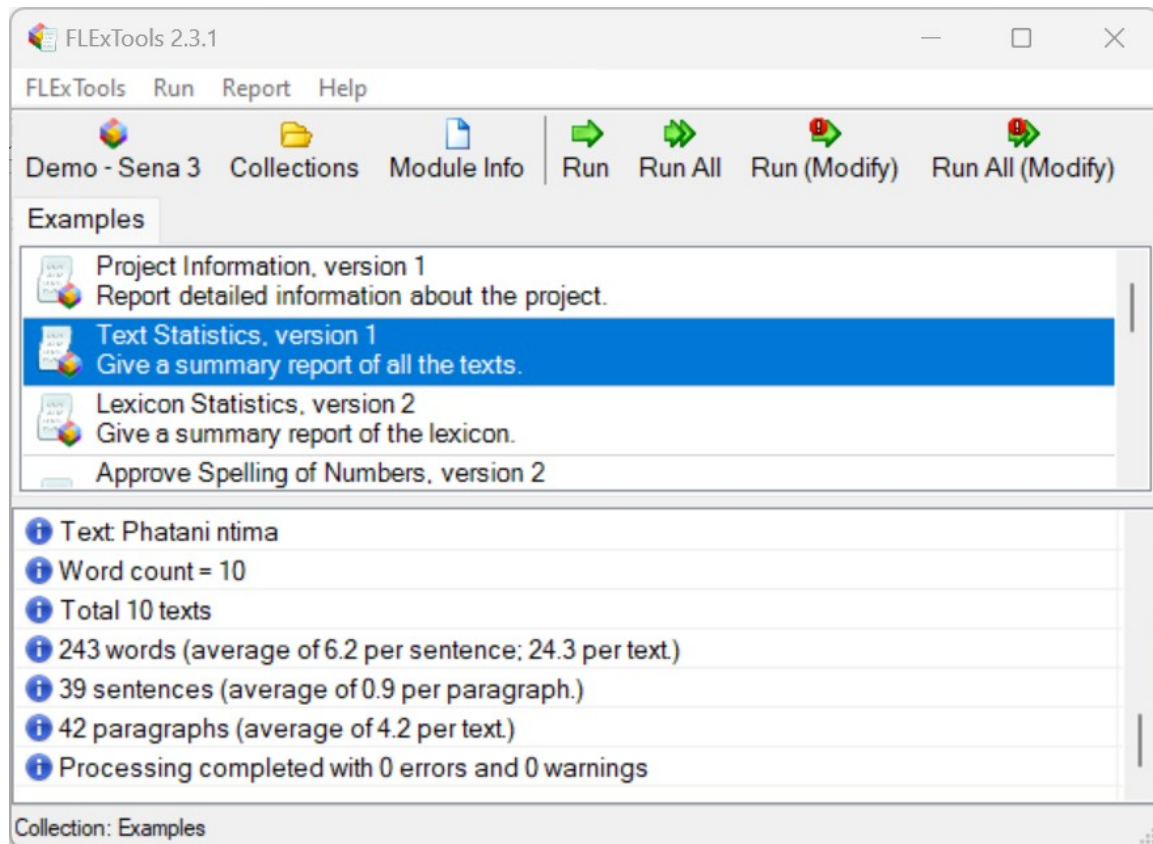 FLExTools 2.3.1
FLExTools Run Report Help
Demo - Sena 3 Collections Module Info Run Run All Run (Modify) Run All (Modify)
Examples
Project Information, version 1
Report detailed information about the project.
Text Statistics, version 1
Give a summary report of all the texts.
Lexicon Statistics, version 2
Give a summary report of the lexicon.
Approve Spelling of Numbers, version 2
Text: Phatani ntima
Word count = 10
Total 10 texts
243 words (average of 6.2 per sentence; 24.3 per text.)
39 sentences (average of 0.9 per paragraph.)
42 paragraphs (average of 4.2 per text.)
Processing completed with 0 errors and 0 warnings
Collection: Examples